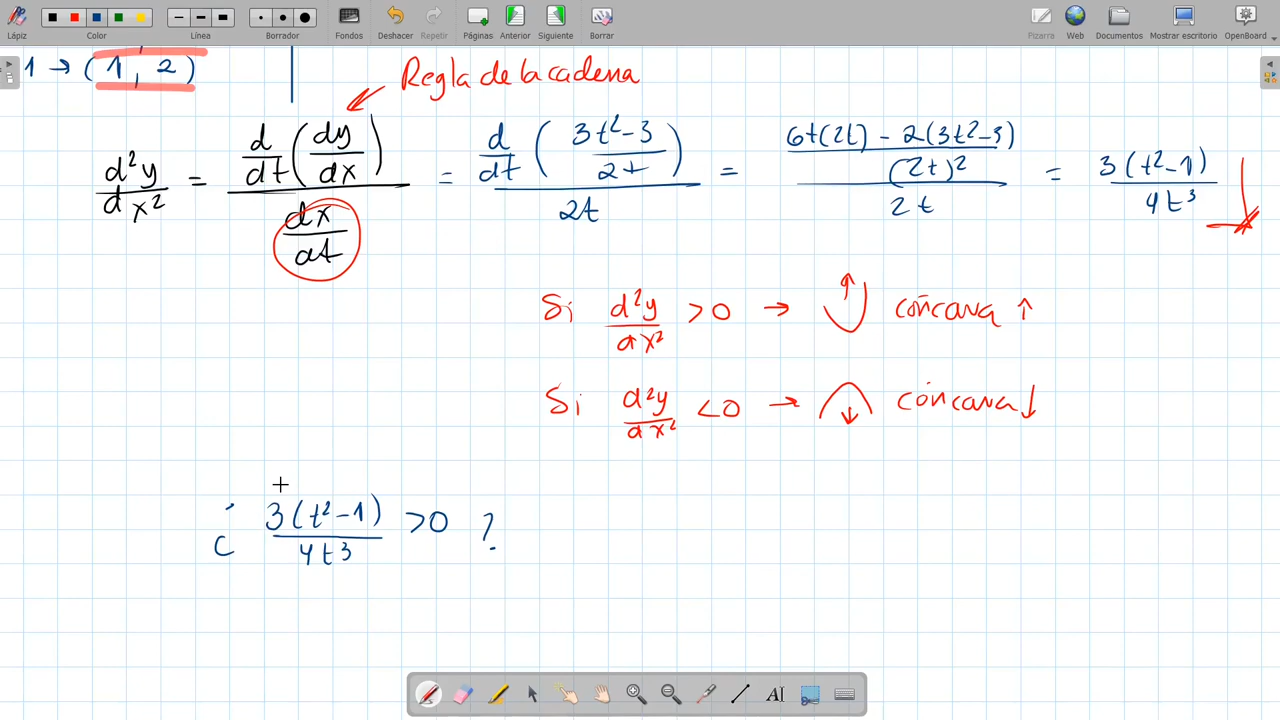 Lápiz Color Línea Borrador Fondos Deshacer Repetir Páginas Anterior Siguiente Borrar Pizarra Web Documentos Mostrar escritorio OpenBoard
1 → (1, 2)
Regla de la cadena
d²y/dx² = d/dt (dy/dx) / dx/dt = d/dt (3t²-3 / 2t) / 2t = 6t(2t) - 2(3t²-3) / (2t)² / 2t = 3(t²-1) / 4t³
Si d²y/dx² >0 → cóncava ↑
Si d²y/dx² <0 → cóncava ↓
¿ 3(t²-1) / 4t³ >0 ?
AI